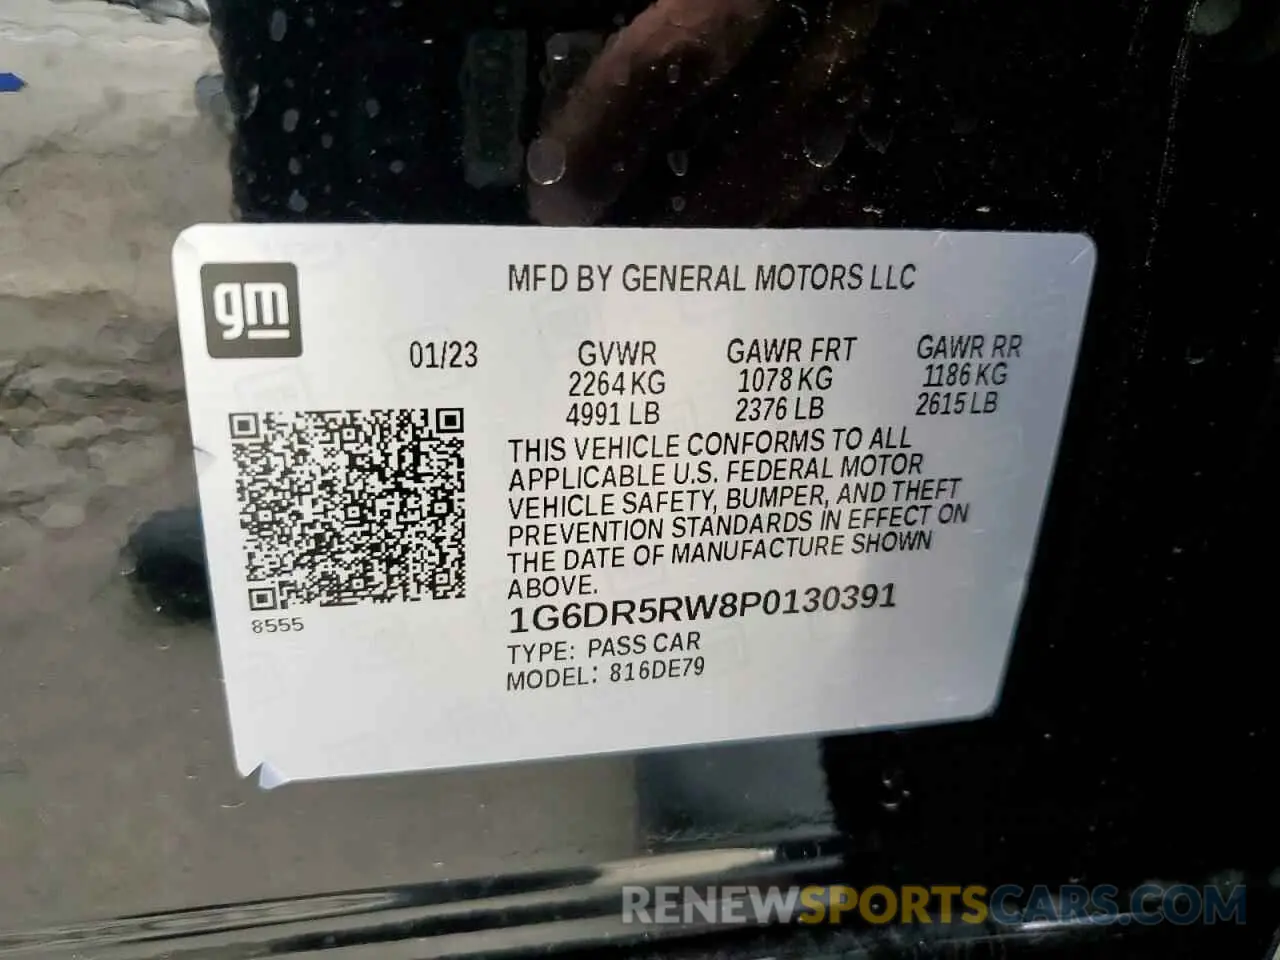 gm
MFD BY GENERAL MOTORS LLC
01/23 GVWR GAWR FRT GAWR RR
2264 KG 1078 KG 1186 KG
4991 LB 2376 LB 2615 LB
THIS VEHICLE CONFORMS TO ALL
APPLICABLE U.S. FEDERAL MOTOR
VEHICLE SAFETY, BUMPER, AND THEFT
PREVENTION STANDARDS IN EFFECT ON
THE DATE OF MANUFACTURE SHOWN
ABOVE.
1G6DR5RW8P0130391
8555
TYPE: PASS CAR
MODEL: 816DE79
RENEWSPORTSCARS.COM